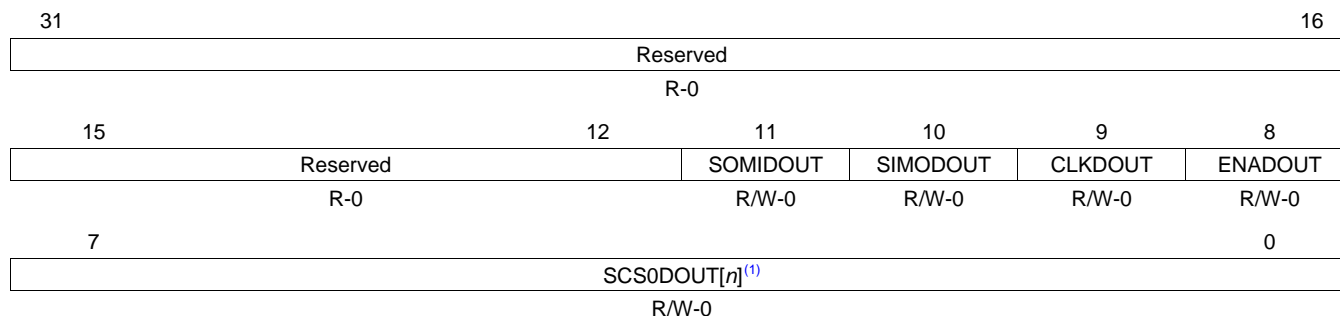 31 16
Reserved
R-0
15 12 11 10 9 8
Reserved SOMIDOUT SIMODOUT CLKDOUT ENADOUT
R-0 R/W-0 R/W-0 R/W-0 R/W-0
7 0
SCS0DOUT[n](1)
R/W-0